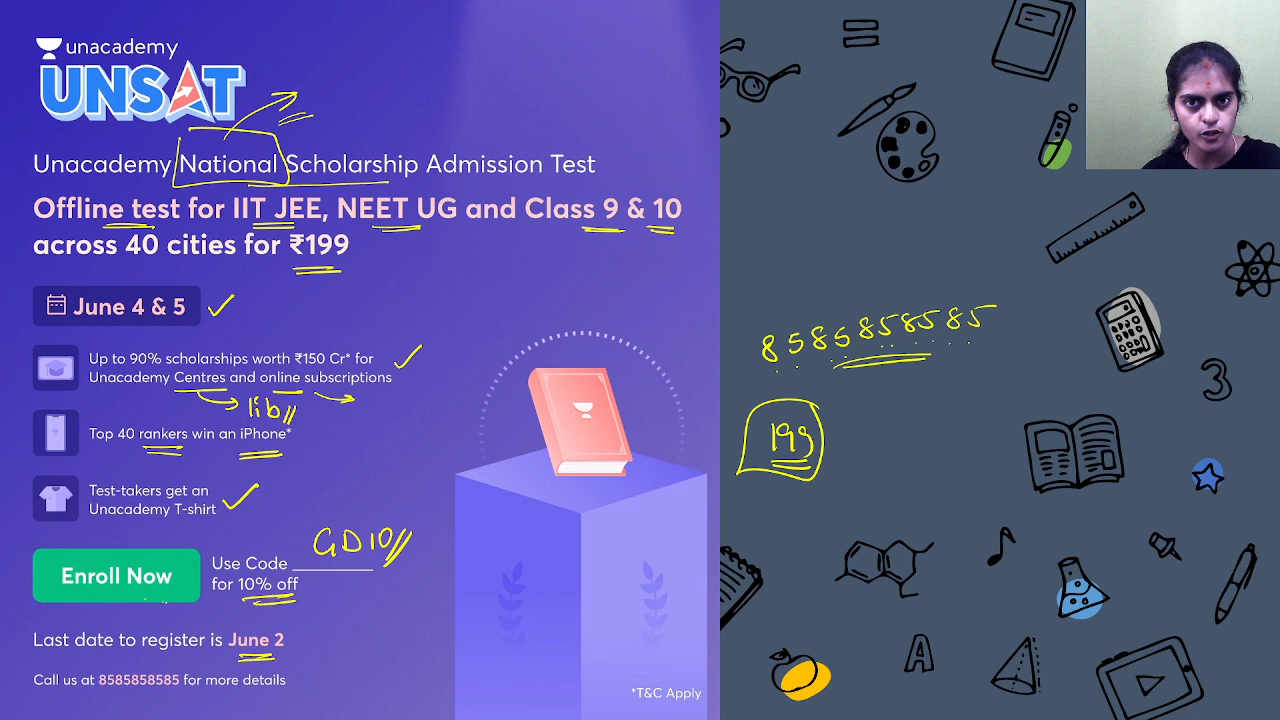 unacademy
UNSAT
Unacademy National Scholarship Admission Test
Offline test for IIT JEE, NEET UG and Class 9 & 10
across 40 cities for ₹199
June 4 & 5
Up to 90% scholarships worth ₹150 Cr* for
Unacademy Centres and online subscriptions
lib
Top 40 rankers win an iPhone*
Test-takers get an
Unacademy T-shirt
GD10
Enroll Now
Use Code
for 10% off
Last date to register is June 2
Call us at 8585858585 for more details
*T&C Apply
8585858585
199
3
A